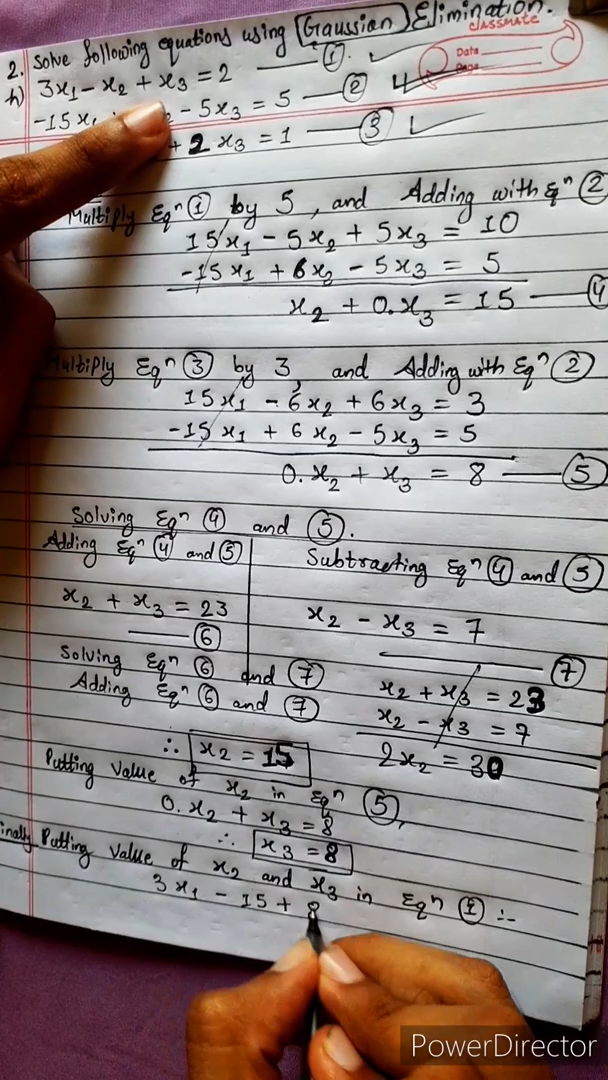 2. Solve following equations using [Gaussian] Elimination.
classmate
Date
Page
h) 3x₁ - x₂ + x₃ = 2 — ①
-15x₁ - 5x₃ = 5 — ②
+ 2x₃ = 1 — ③
Multiply Eqⁿ ① by 5, and Adding with Eqⁿ ②
15x₁ - 5x₂ + 5x₃ = 10
-15x₁ + 6x₂ - 5x₃ = 5
x₂ + 0.x₃ = 15 — ④
Multiply Eqⁿ ③ by 3, and Adding with Eqⁿ ②
15x₁ - 6x₂ + 6x₃ = 3
-15x₁ + 6x₂ - 5x₃ = 5
0.x₂ + x₃ = 8 — ⑤
Solving Eqⁿ ④ and ⑤.
Adding Eqⁿ ④ and ⑤
x₂ + x₃ = 23
— ⑥
Subtracting Eqⁿ ④ and ⑤
x₂ - x₃ = 7
— ⑦
Solving Eqⁿ ⑥ and ⑦
Adding Eqⁿ ⑥ and ⑦
x₂ + x₃ = 23
x₂ - x₃ = 7
2x₂ = 30
∴ x₂ = 15
Putting value of x₂ in Eqⁿ ⑤,
0.x₂ + x₃ = 8
∴ x₃ = 8
Finally Putting value of x₂ and x₃ in Eqⁿ ① :-
3x₁ - 15 + 8
PowerDirector